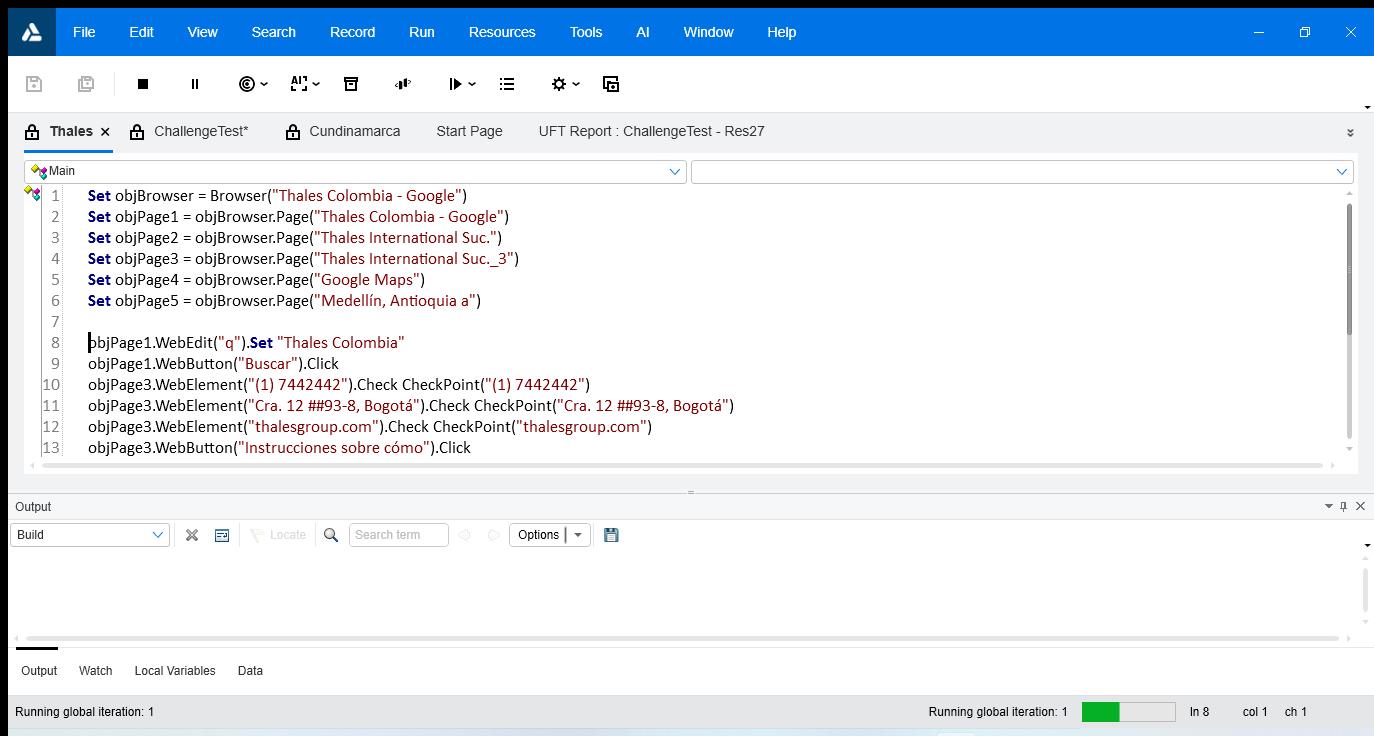 File Edit View Search Record Run Resources Tools AI Window Help
Thales ChallengeTest* Cundinamarca Start Page UFT Report : ChallengeTest - Res27
Main
1 Set objBrowser = Browser("Thales Colombia - Google")
2 Set objPage1 = objBrowser.Page("Thales Colombia - Google")
3 Set objPage2 = objBrowser.Page("Thales International Suc.")
4 Set objPage3 = objBrowser.Page("Thales International Suc._3")
5 Set objPage4 = objBrowser.Page("Google Maps")
6 Set objPage5 = objBrowser.Page("Medellín, Antioquia a")
7
8 objPage1.WebEdit("q").Set "Thales Colombia"
9 objPage1.WebButton("Buscar").Click
10 objPage3.WebElement("(1) 7442442").Check CheckPoint("(1) 7442442")
11 objPage3.WebElement("Cra. 12 ##93-8, Bogotá").Check CheckPoint("Cra. 12 ##93-8, Bogotá")
12 objPage3.WebElement("thalesgroup.com").Check CheckPoint("thalesgroup.com")
13 objPage3.WebButton("Instrucciones sobre cómo").Click
Output
Build Locate Search term Options
Output Watch Local Variables Data
Running global iteration: 1 Running global iteration: 1 ln 8 col 1 ch 1